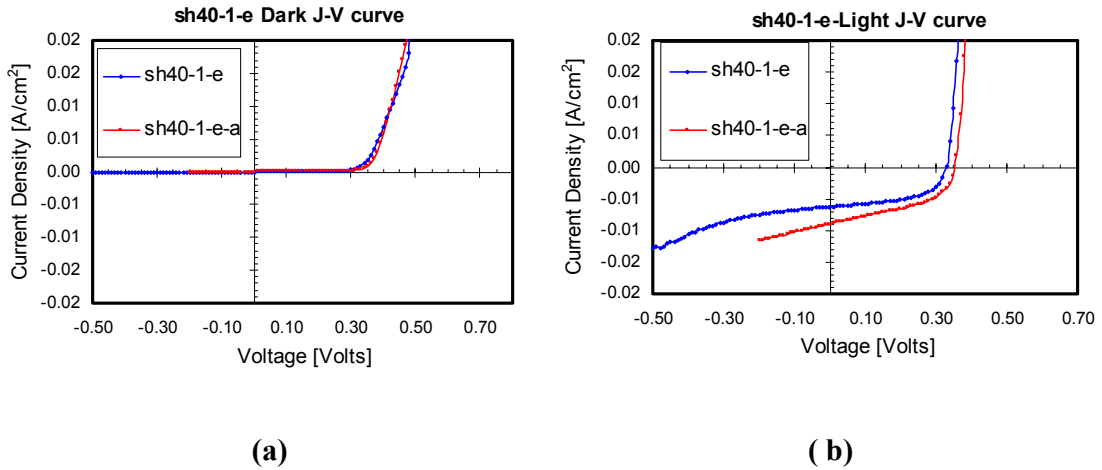 sh40-1-e Dark J-V curve
0.02
0.02
0.01
0.01
0.00
-0.01
-0.01
-0.02
-0.02
Current Density [A/cm²]
sh40-1-e
sh40-1-e-a
-0.50
-0.10
0.10
0.30
0.50
0.70
Voltage [Volts]
(a)
sh40-1-e-Light J-V curve
0.02
0.02
0.01
0.01
0.00
-0.01
-0.01
-0.02
-0.02
Current Density [A/cm²]
sh40-1-e
sh40-1-e-a
-0.50
-0.10
0.10
0.30
0.50
0.70
Voltage [Volts]
( b)